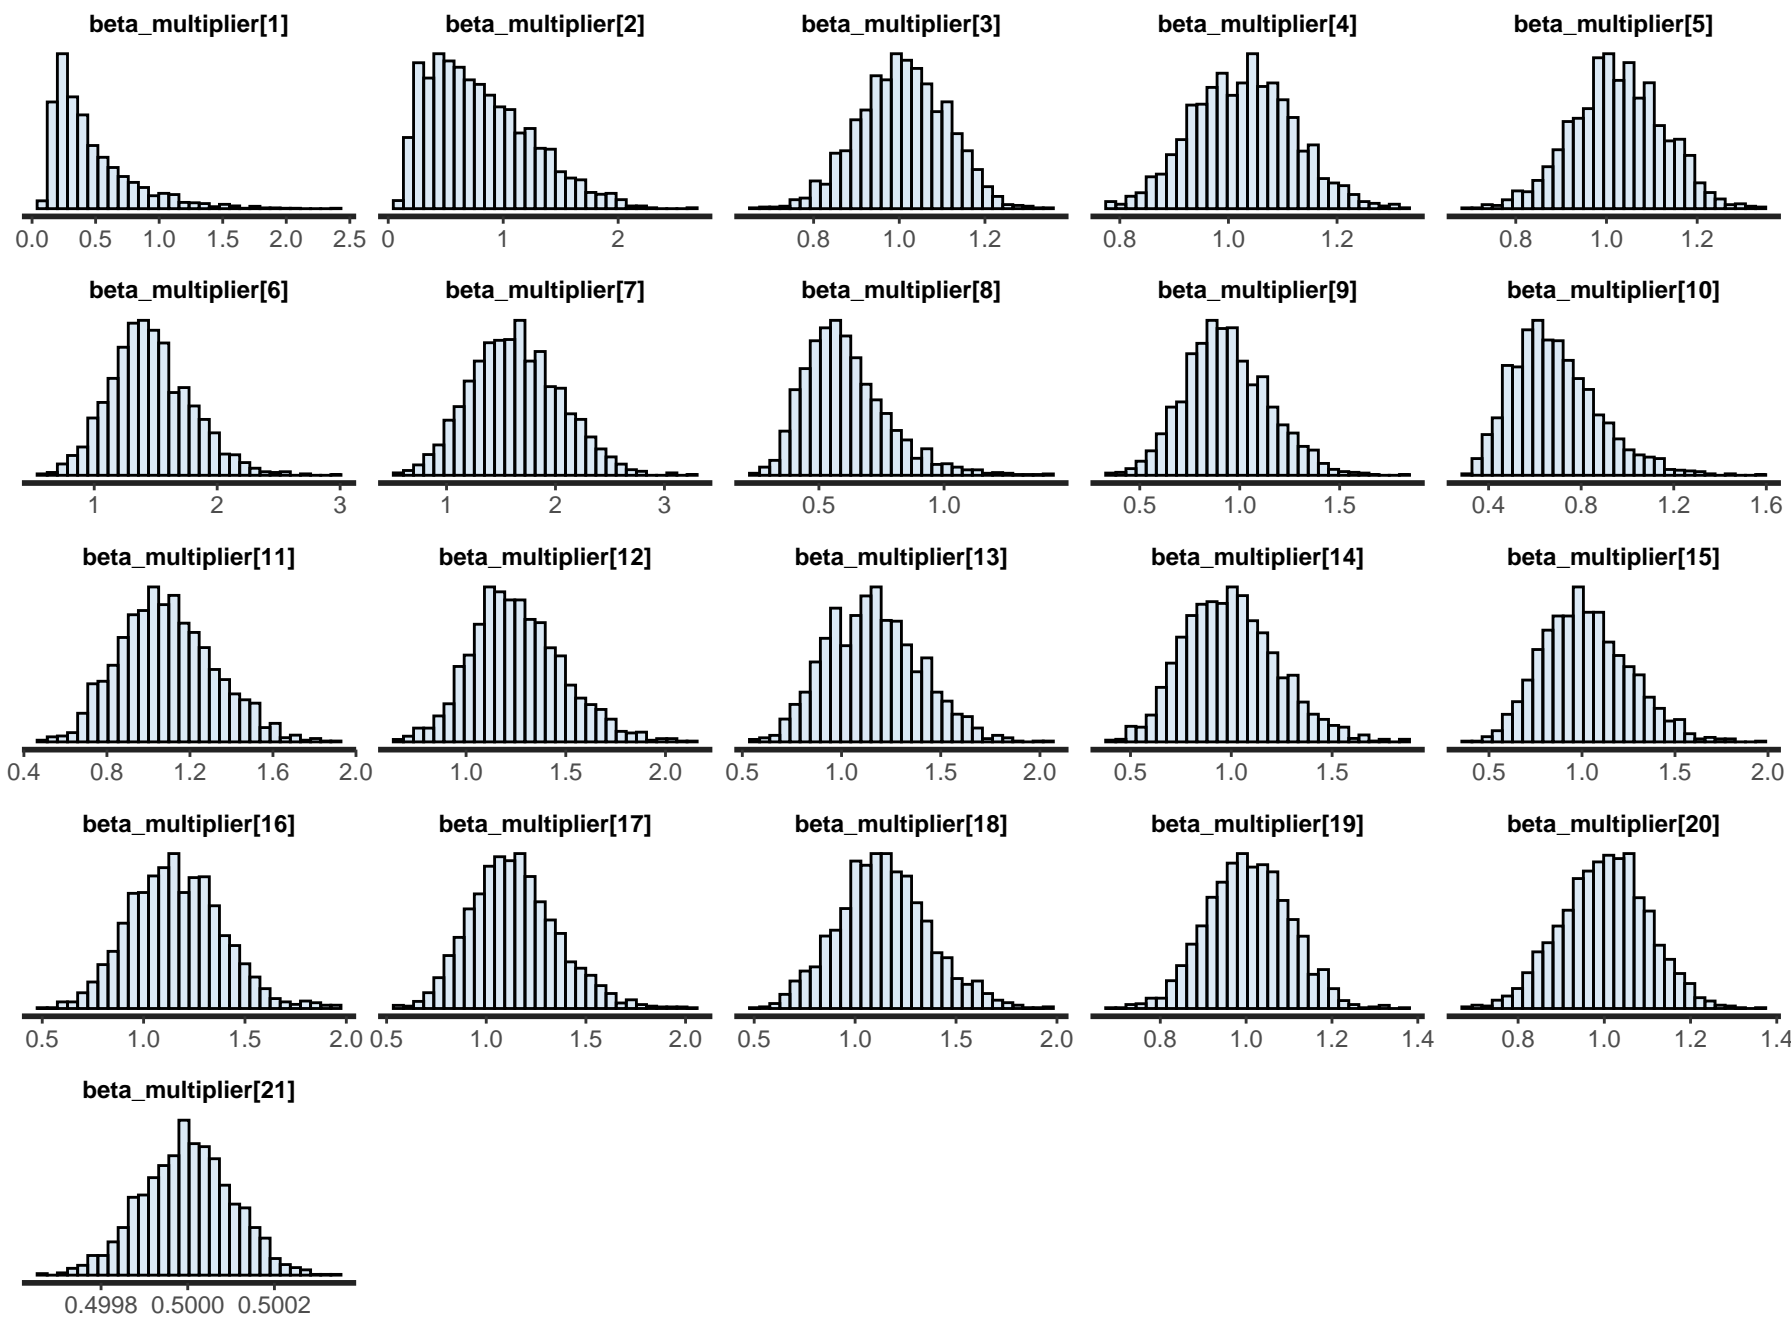 beta_multiplier[1] beta_multiplier[2] beta_multiplier[3] beta_multiplier[4] beta_multiplier[5]
0.0 0.5 1.0 1.5 2.0 2.5 0 1 2 0.8 1.0 1.2 0.8 1.0 1.2 0.8 1.0 1.2
beta_multiplier[6] beta_multiplier[7] beta_multiplier[8] beta_multiplier[9] beta_multiplier[10]
1 2 3 1 2 3 0.5 1.0 0.5 1.0 1.5 0.4 0.8 1.2 1.6
beta_multiplier[11] beta_multiplier[12] beta_multiplier[13] beta_multiplier[14] beta_multiplier[15]
0.4 0.8 1.2 1.6 2.0 1.0 1.5 2.0 0.5 1.0 1.5 2.0 0.5 1.0 1.5 0.5 1.0 1.5 2.0
beta_multiplier[16] beta_multiplier[17] beta_multiplier[18] beta_multiplier[19] beta_multiplier[20]
0.5 1.0 1.5 2.0 0.5 1.0 1.5 2.0 0.5 1.0 1.5 2.0 0.8 1.0 1.2 1.4 0.8 1.0 1.2 1.4
beta_multiplier[21]
0.4998 0.5000 0.5002